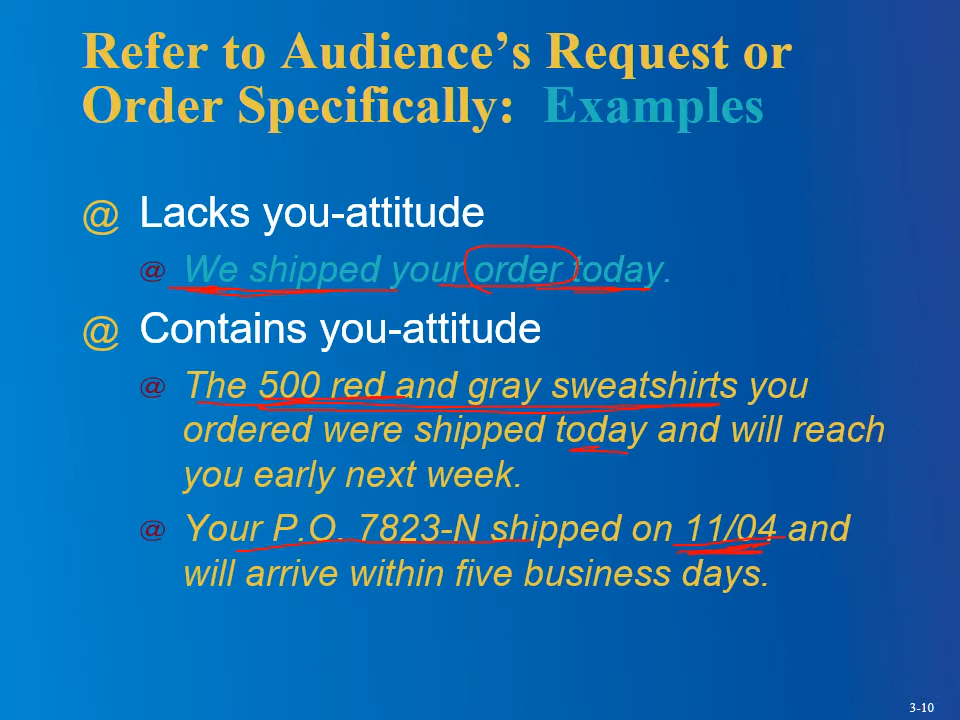 Refer to Audience’s Request or
Order Specifically: Examples
@ Lacks you-attitude
@ We shipped your order today.
@ Contains you-attitude
@ The 500 red and gray sweatshirts you
ordered were shipped today and will reach
you early next week.
@ Your P.O. 7823-N shipped on 11/04 and
will arrive within five business days.
3-10